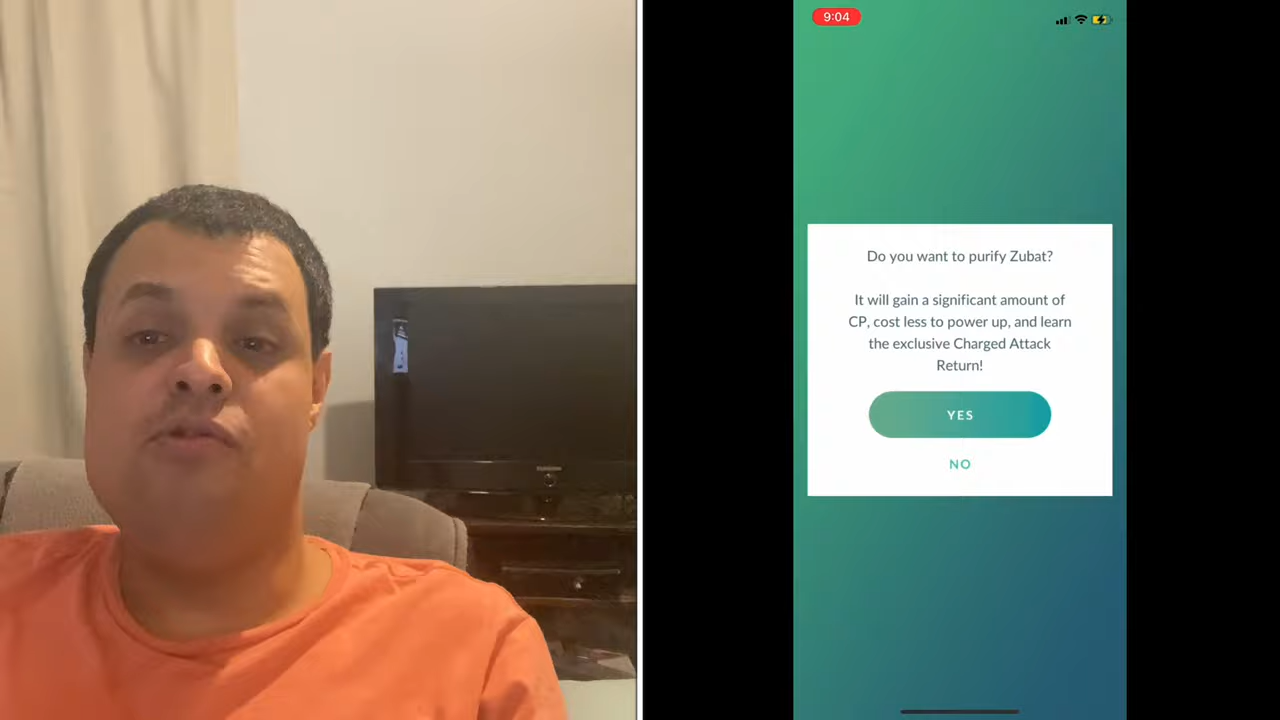 9:04
Do you want to purify Zubat?
It will gain a significant amount of
CP, cost less to power up, and learn
the exclusive Charged Attack
Return!
YES
NO